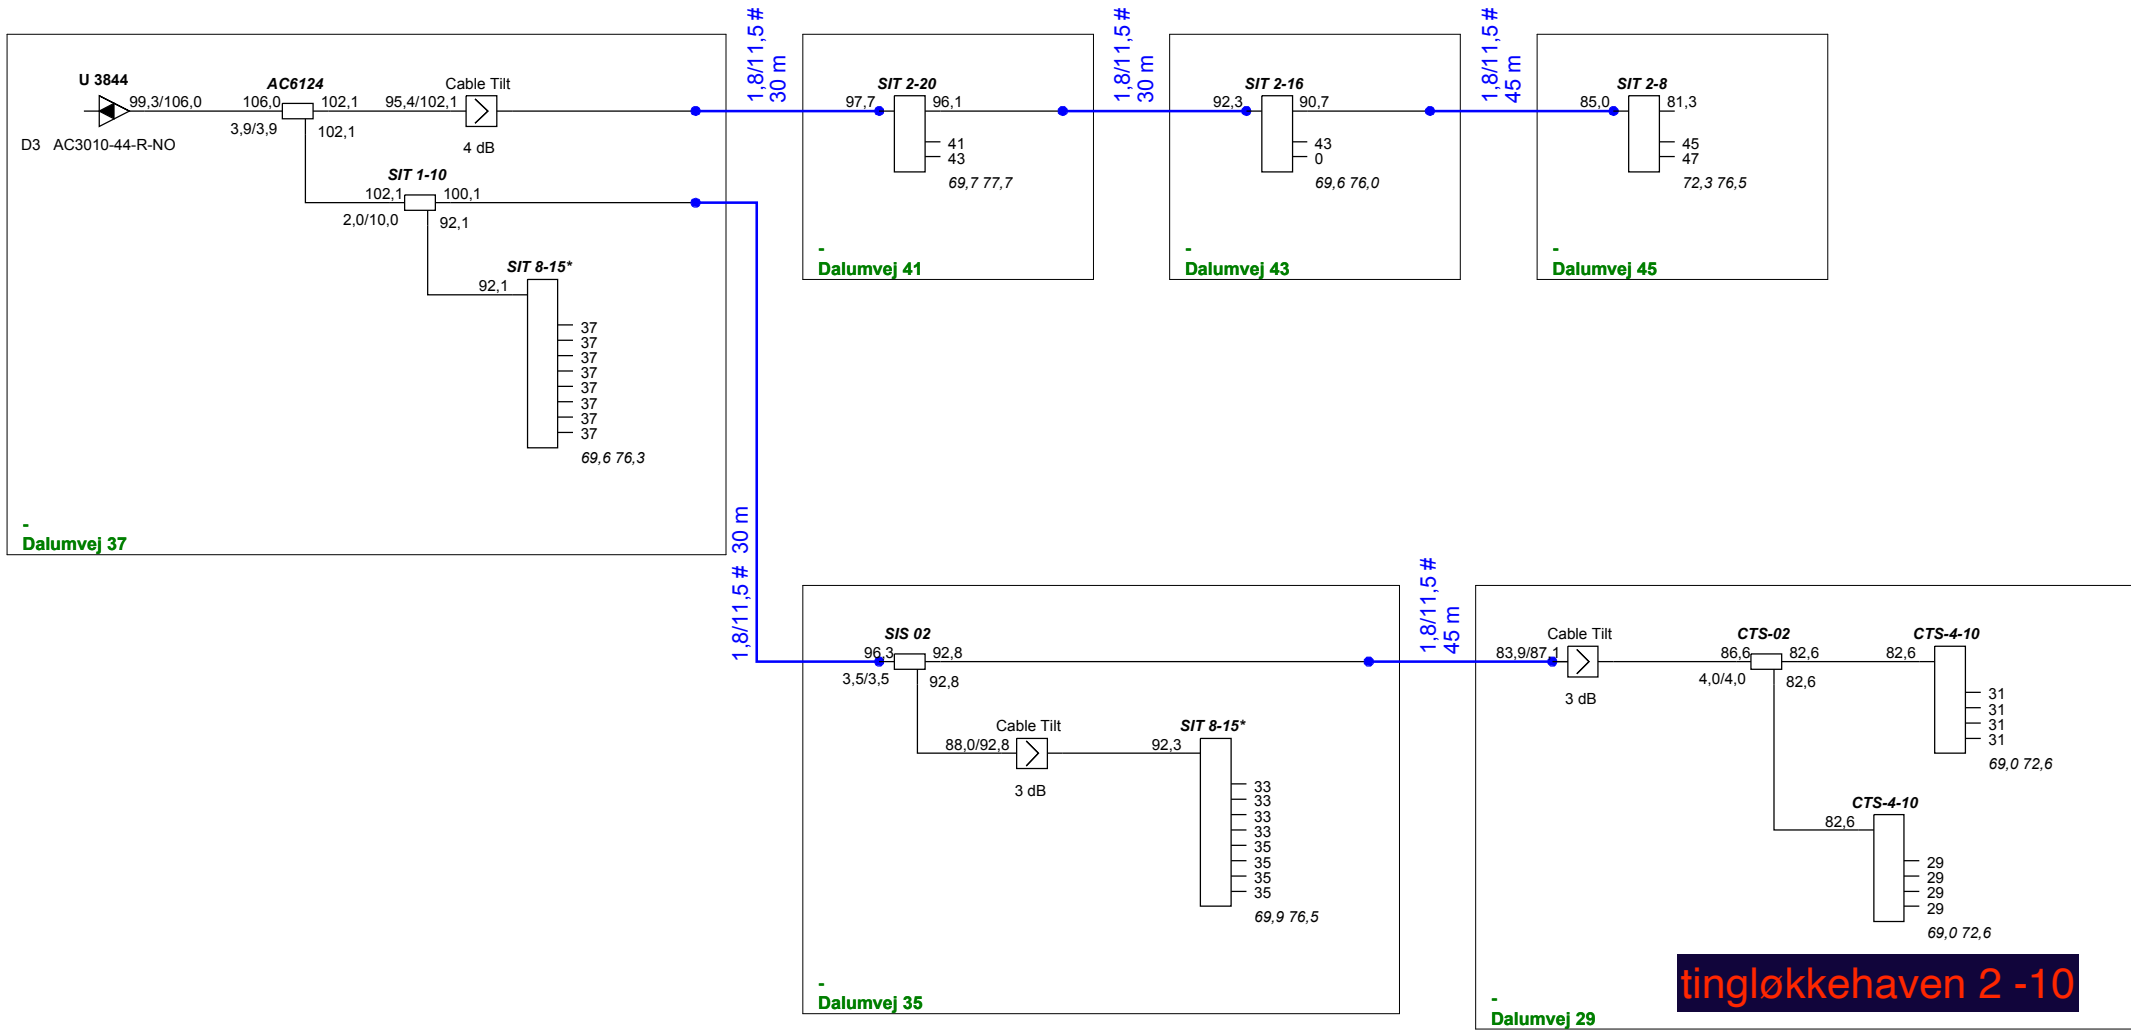 U 3844
99,3/106,0
D3 AC3010-44-R-NO
AC6124
106,0
102,1
3,9/3,9
102,1
95,4/102,1
Cable Tilt
4 dB
SIT 1-10
102,1
100,1
2,0/10,0
92,1
SIT 8-15*
92,1
37
37
37
37
37
37
37
37
69,6 76,3
-
Dalumvej 37
1,8/11,5 #
30 m
SIT 2-20
97,7
96,1
41
43
69,7 77,7
-
Dalumvej 41
1,8/11,5 #
30 m
SIT 2-16
92,3
90,7
43
0
69,6 76,0
-
Dalumvej 43
1,8/11,5 #
45 m
SIT 2-8
85,0
81,3
45
47
72,3 76,5
-
Dalumvej 45
1,8/11,5 # 30 m
SIS 02
96,3
92,8
3,5/3,5
92,8
Cable Tilt
88,0/92,8
3 dB
SIT 8-15*
92,3
33
33
33
33
35
35
35
35
69,9 76,5
-
Dalumvej 35
1,8/11,5 #
45 m
83,9/87,1
Cable Tilt
3 dB
CTS-02
86,6
82,6
4,0/4,0
82,6
CTS-4-10
82,6
31
31
31
31
69,0 72,6
CTS-4-10
82,6
29
29
29
29
69,0 72,6
tingløkkehaven 2 -10
-
Dalumvej 29